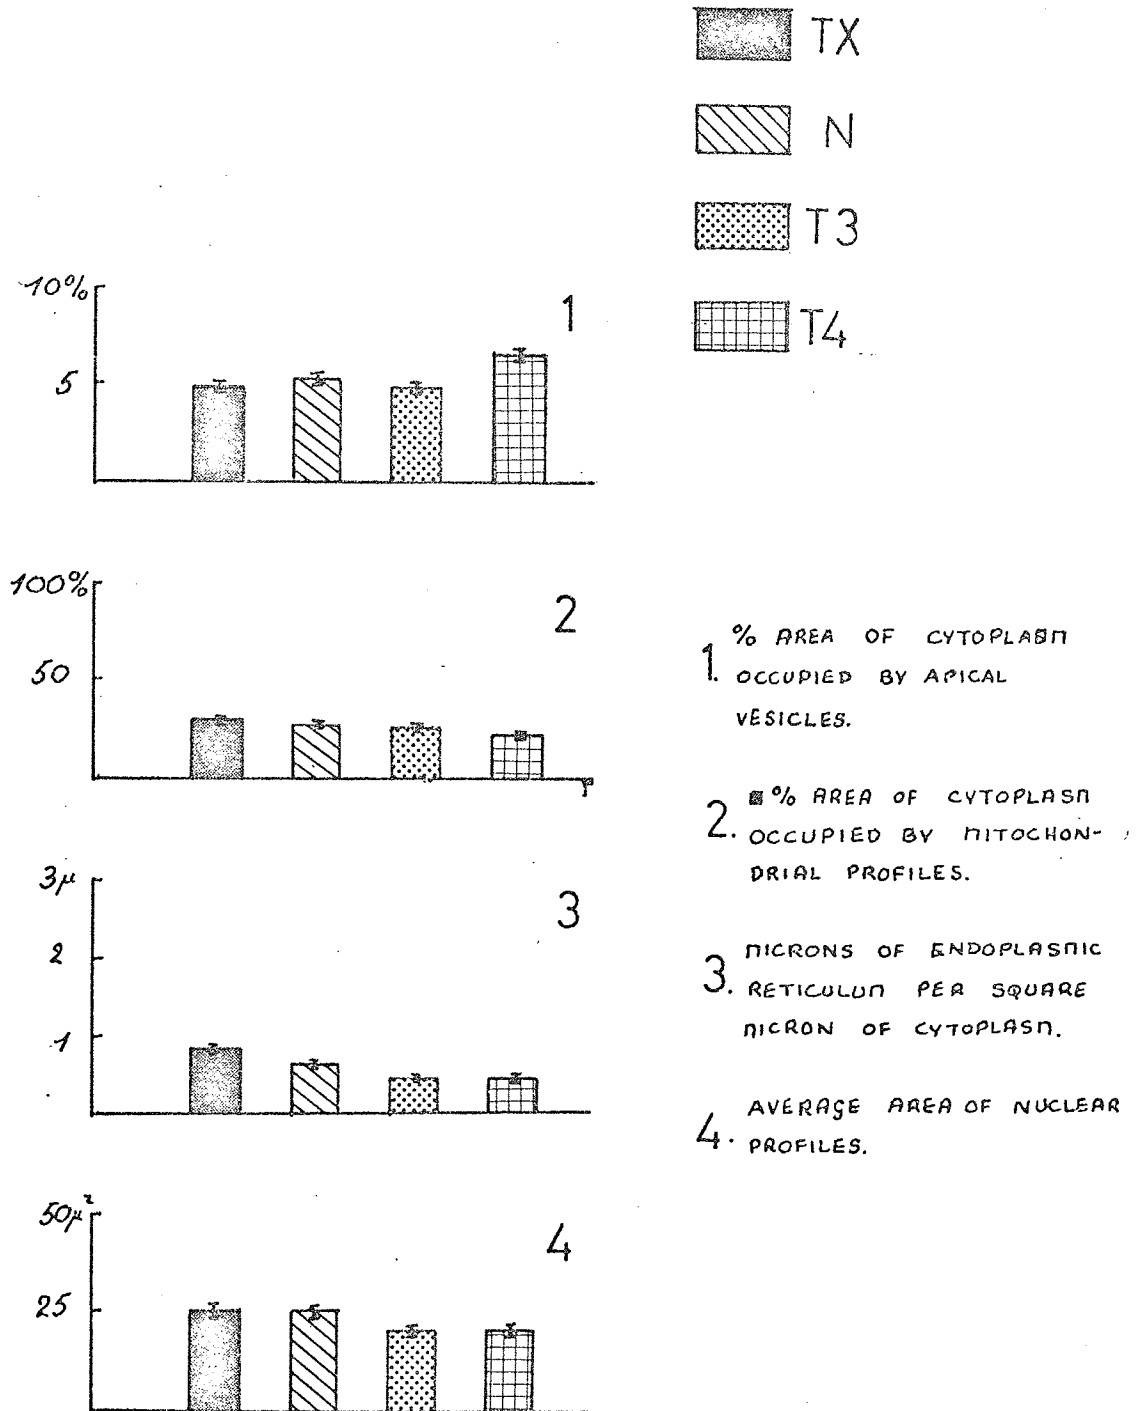 TX
N
T3
T4
10%
5
1
100%
50
2
3μ
2
1
3
50μ²
25
4
1. % AREA OF CYTOPLASM
OCCUPIED BY APICAL
VESICLES.
2. % AREA OF CYTOPLASM
OCCUPIED BY MITOCHON-
DRIAL PROFILES.
3. MICRONS OF ENDOPLASMIC
RETICULUM PER SQUARE
MICRON OF CYTOPLASM.
4. AVERAGE AREA OF NUCLEAR
PROFILES.